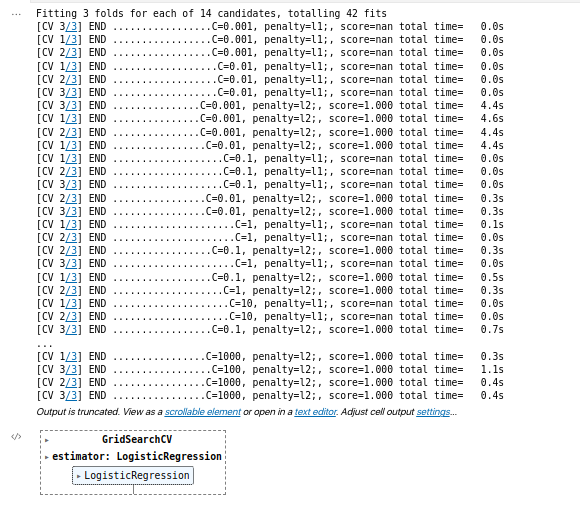 Fitting 3 folds for each of 14 candidates, totalling 42 fits
[CV 3/3] END .................C=0.001, penalty=l1;, score=nan total time=   0.0s
[CV 1/3] END .................C=0.001, penalty=l1;, score=nan total time=   0.0s
[CV 2/3] END .................C=0.001, penalty=l1;, score=nan total time=   0.0s
[CV 1/3] END ..................C=0.01, penalty=l1;, score=nan total time=   0.0s
[CV 2/3] END ..................C=0.01, penalty=l1;, score=nan total time=   0.0s
[CV 3/3] END ..................C=0.01, penalty=l1;, score=nan total time=   0.0s
[CV 3/3] END ...............C=0.001, penalty=l2;, score=1.000 total time=   4.4s
[CV 1/3] END ...............C=0.001, penalty=l2;, score=1.000 total time=   4.6s
[CV 2/3] END ...............C=0.001, penalty=l2;, score=1.000 total time=   4.4s
[CV 1/3] END ................C=0.01, penalty=l2;, score=1.000 total time=   4.4s
[CV 1/3] END ...................C=0.1, penalty=l1;, score=nan total time=   0.0s
[CV 2/3] END ...................C=0.1, penalty=l1;, score=nan total time=   0.0s
[CV 3/3] END ...................C=0.1, penalty=l1;, score=nan total time=   0.0s
[CV 2/3] END ................C=0.01, penalty=l2;, score=1.000 total time=   0.3s
[CV 3/3] END ................C=0.01, penalty=l2;, score=1.000 total time=   0.3s
[CV 1/3] END .....................C=1, penalty=l1;, score=nan total time=   0.1s
[CV 2/3] END .....................C=1, penalty=l1;, score=nan total time=   0.0s
[CV 2/3] END .................C=0.1, penalty=l2;, score=1.000 total time=   0.3s
[CV 3/3] END .....................C=1, penalty=l1;, score=nan total time=   0.0s
[CV 1/3] END .................C=0.1, penalty=l2;, score=1.000 total time=   0.5s
[CV 2/3] END ...................C=1, penalty=l2;, score=1.000 total time=   0.3s
[CV 1/3] END ....................C=10, penalty=l1;, score=nan total time=   0.0s
[CV 2/3] END ....................C=10, penalty=l1;, score=nan total time=   0.0s
[CV 3/3] END .................C=0.1, penalty=l2;, score=1.000 total time=   0.7s
...
[CV 1/3] END ................C=1000, penalty=l2;, score=1.000 total time=   0.3s
[CV 3/3] END .................C=100, penalty=l2;, score=1.000 total time=   1.1s
[CV 2/3] END ................C=1000, penalty=l2;, score=1.000 total time=   0.4s
[CV 3/3] END ................C=1000, penalty=l2;, score=1.000 total time=   0.4s
Output is truncated. View as a scrollable element or open in a text editor. Adjust cell output settings...
GridSearchCV
estimator: LogisticRegression
LogisticRegression